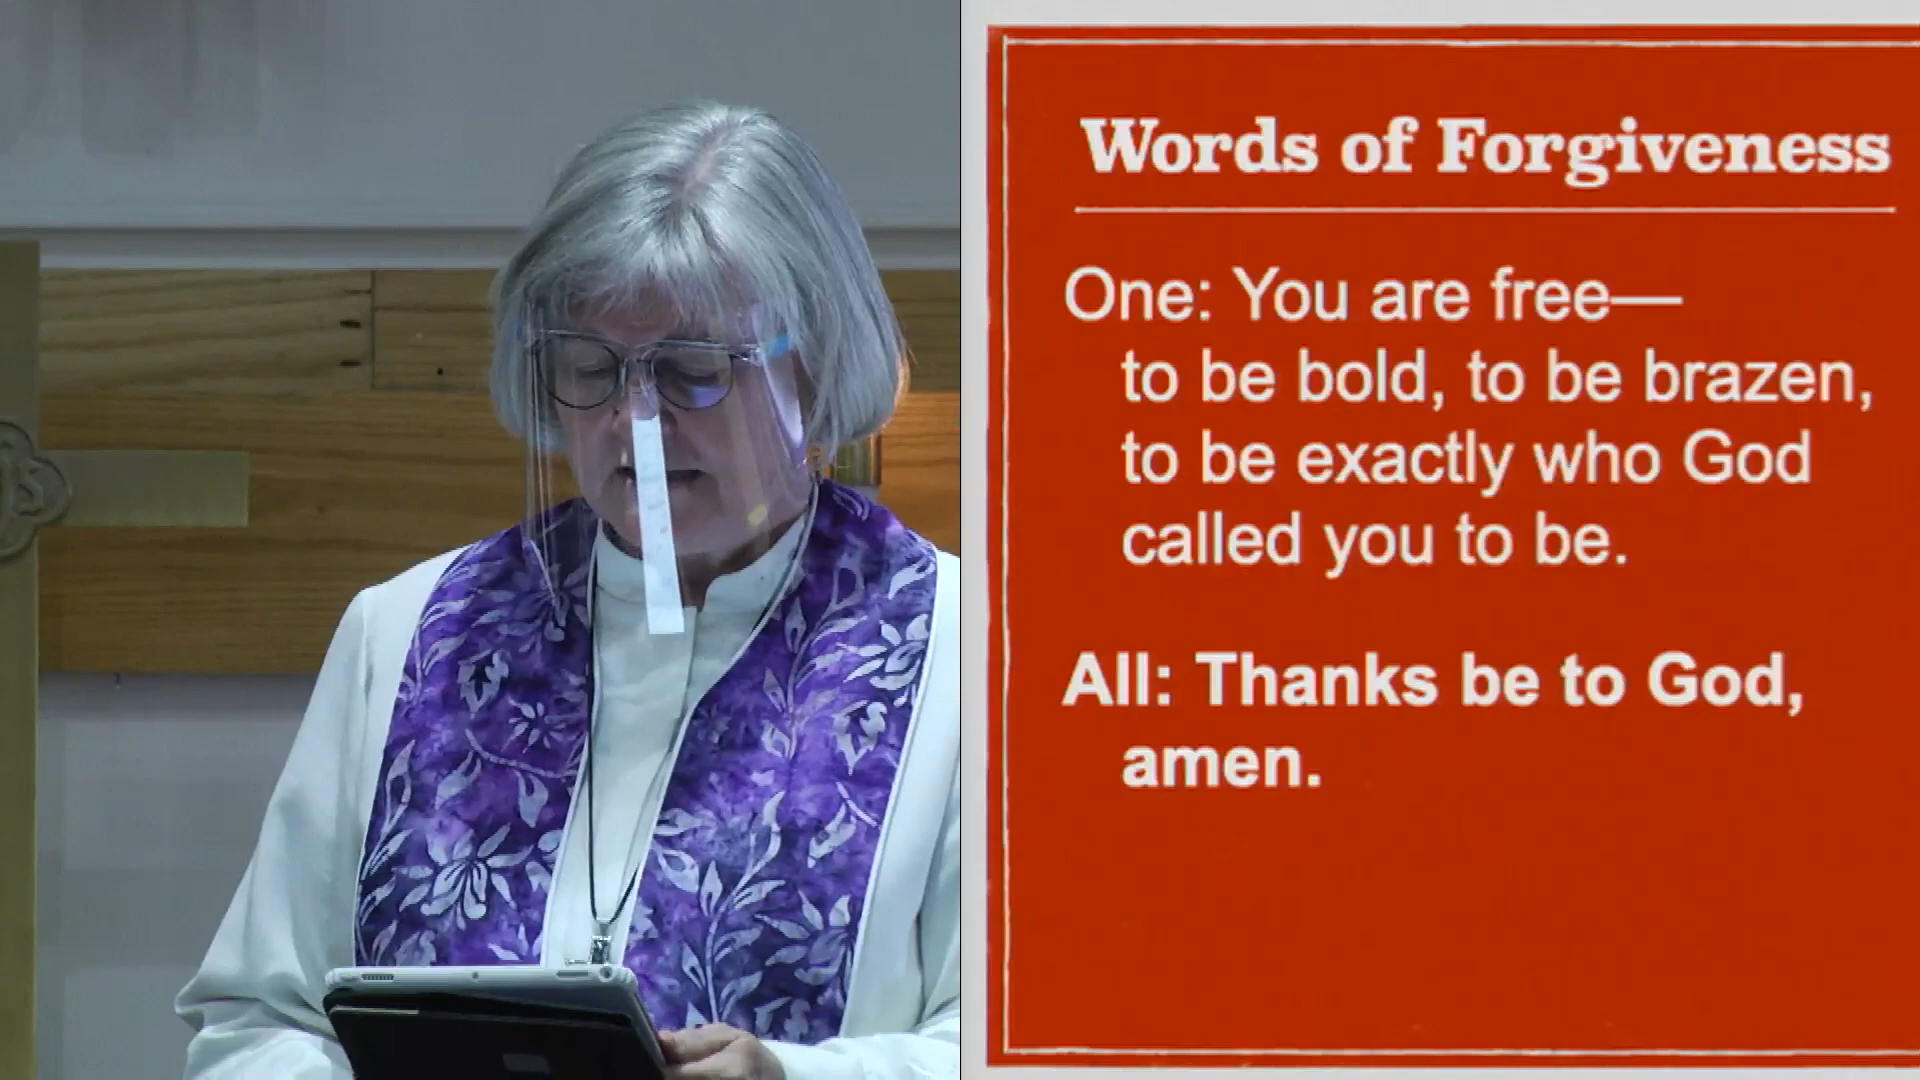 Words of Forgiveness
One: You are free—
to be bold, to be brazen,
to be exactly who God
called you to be.
All: Thanks be to God,
amen.